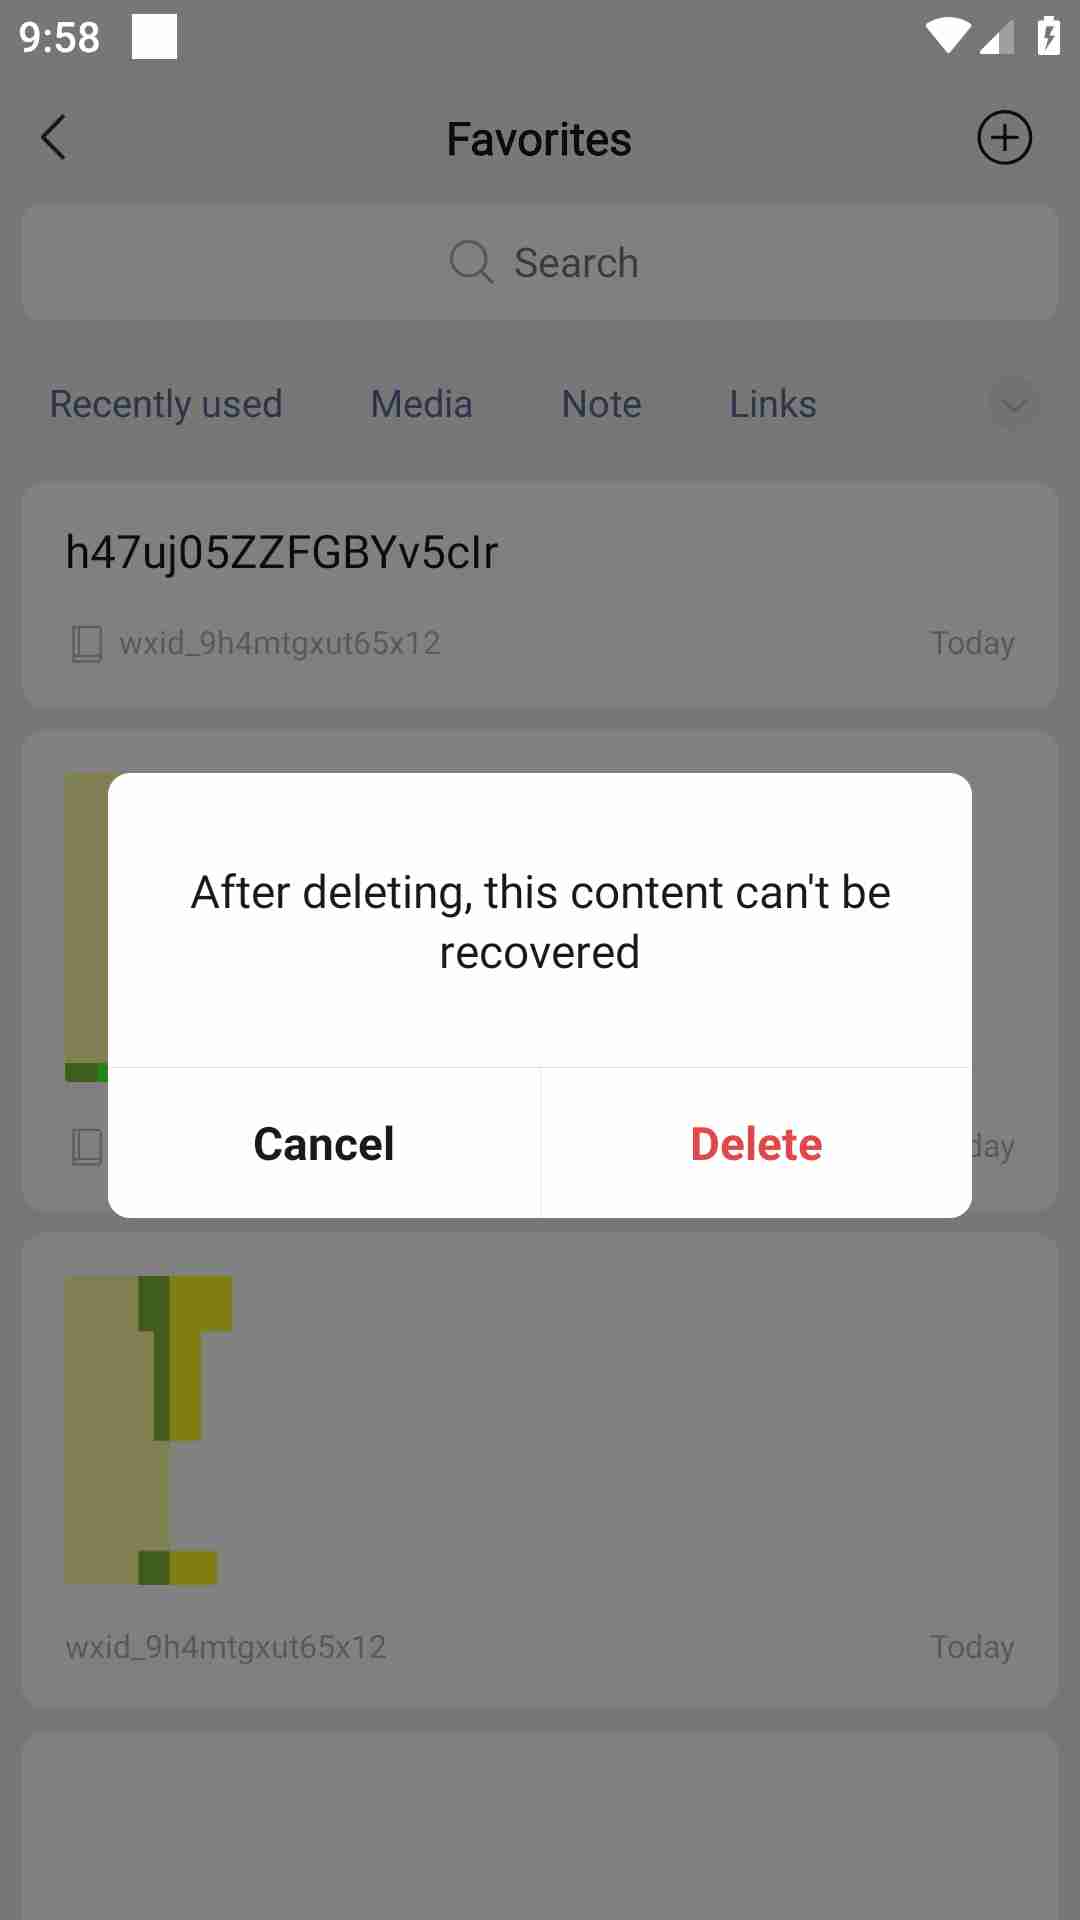 9:58
Favorites
Search
Recently used Media Note Links
h47uj05ZZFGBYv5cIr
wxid_9h4mtgxut65x12 Today
After deleting, this content can't be
recovered
Cancel Delete
day
wxid_9h4mtgxut65x12 Today